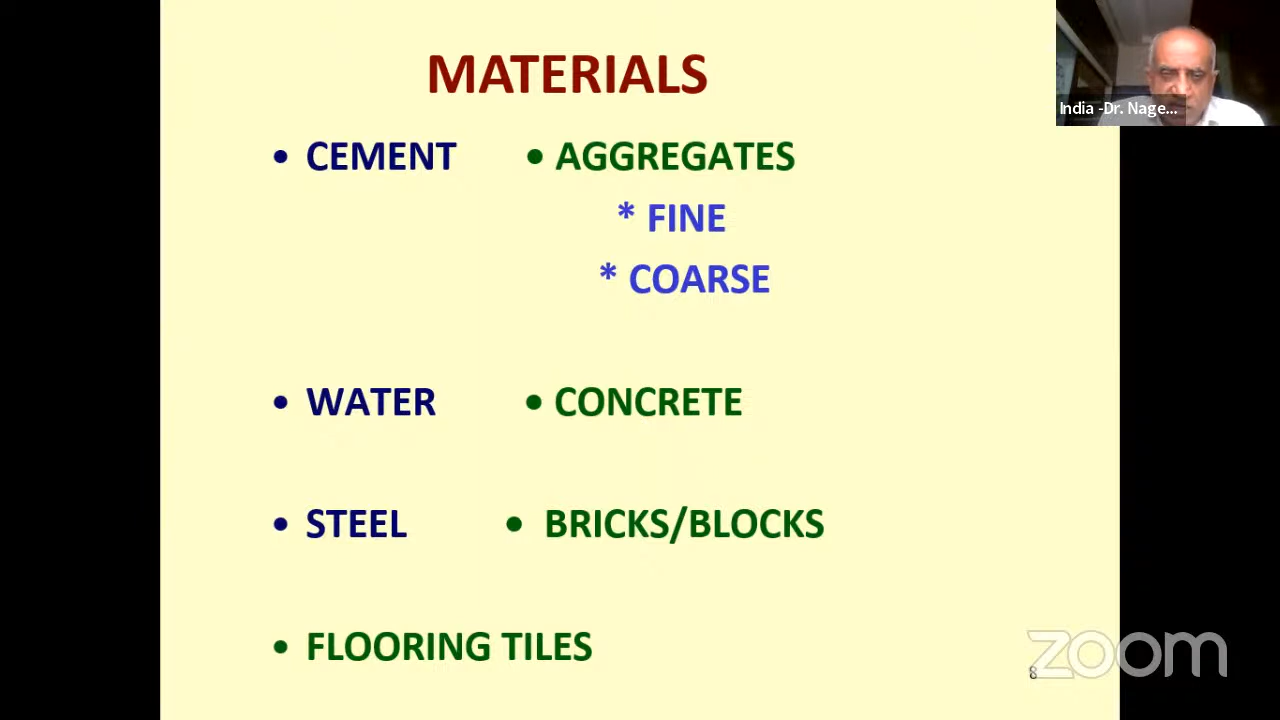 MATERIALS
India -Dr. Nage...
• CEMENT • AGGREGATES
* FINE
* COARSE
• WATER • CONCRETE
• STEEL • BRICKS/BLOCKS
• FLOORING TILES
zoom
8